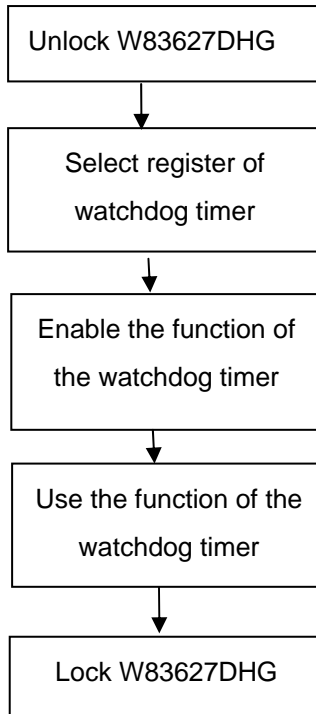 Unlock W83627DHG
Select register of
watchdog timer
Enable the function of
the watchdog timer
Use the function of the
watchdog timer
Lock W83627DHG